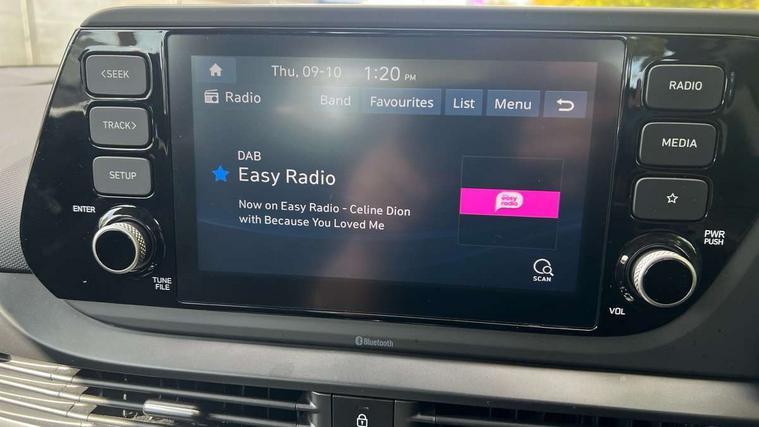 <SEEK
TRACK>
SETUP
ENTER
TUNE
FILE
Thu, 09-10 1:20 PM
Radio Band Favourites List Menu
DAB
Easy Radio
Now on Easy Radio - Celine Dion
with Because You Loved Me
easy
radio
SCAN
RADIO
MEDIA
PWR
PUSH
VOL
Bluetooth